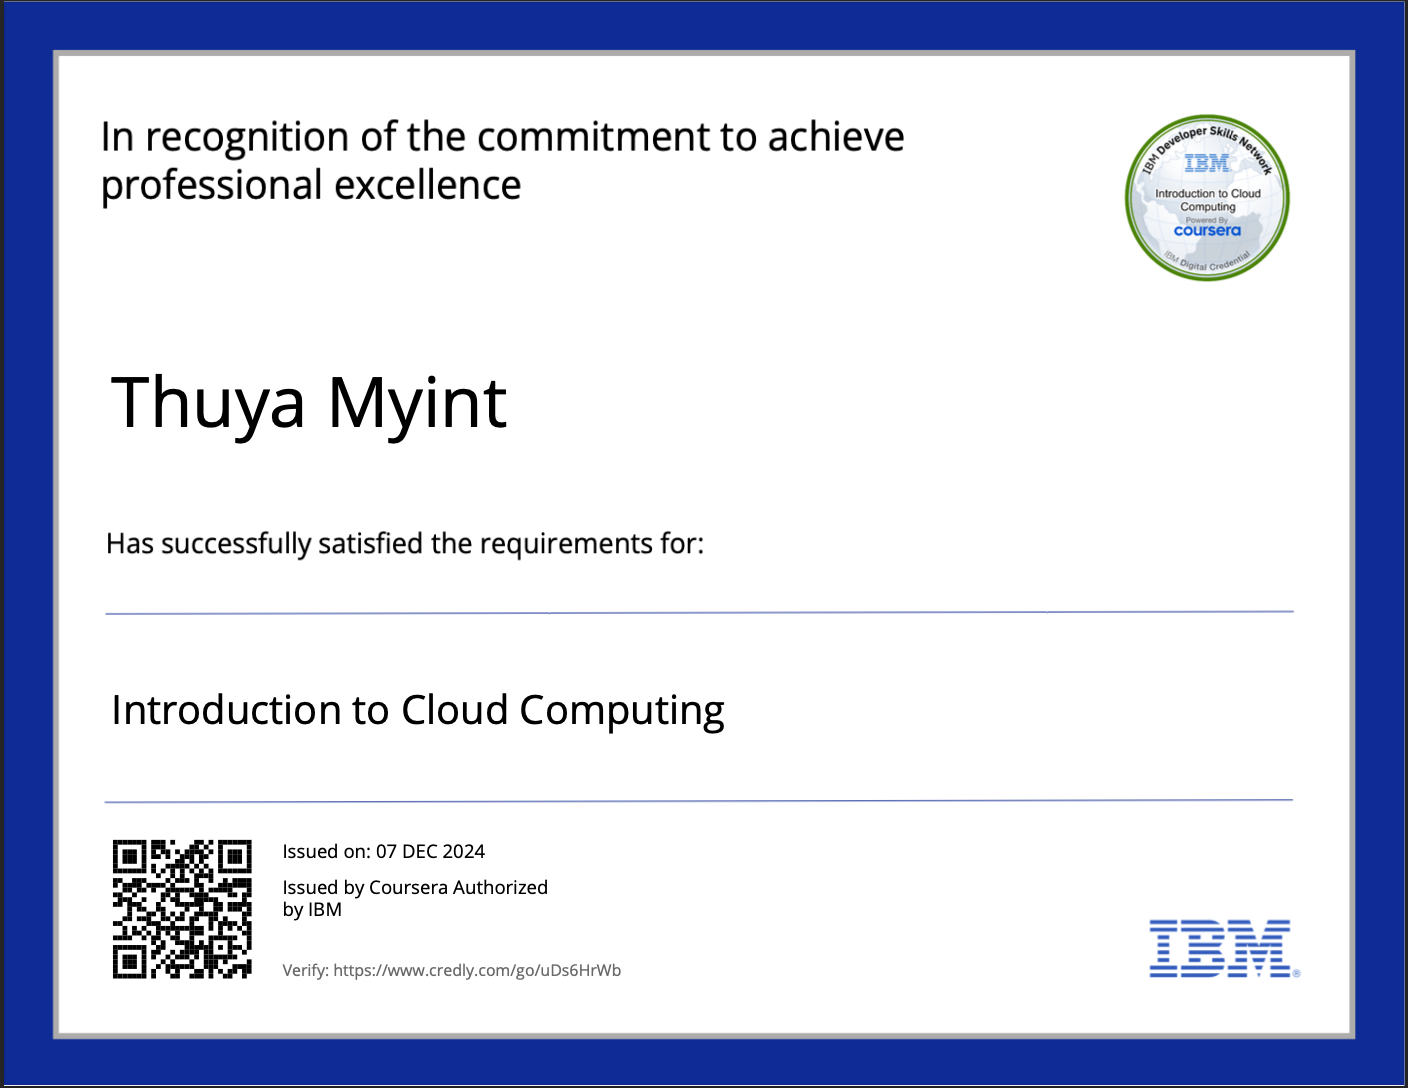 In recognition of the commitment to achieve
professional excellence
IBM Developer Skills Network
IBM
Introduction to Cloud
Computing
Powered By
coursera
IBM Digital Credential
Thuya Myint
Has successfully satisfied the requirements for:
Introduction to Cloud Computing
Issued on: 07 DEC 2024
Issued by Coursera Authorized
by IBM
Verify: https://www.credly.com/go/uDs6HrWb
IBM®